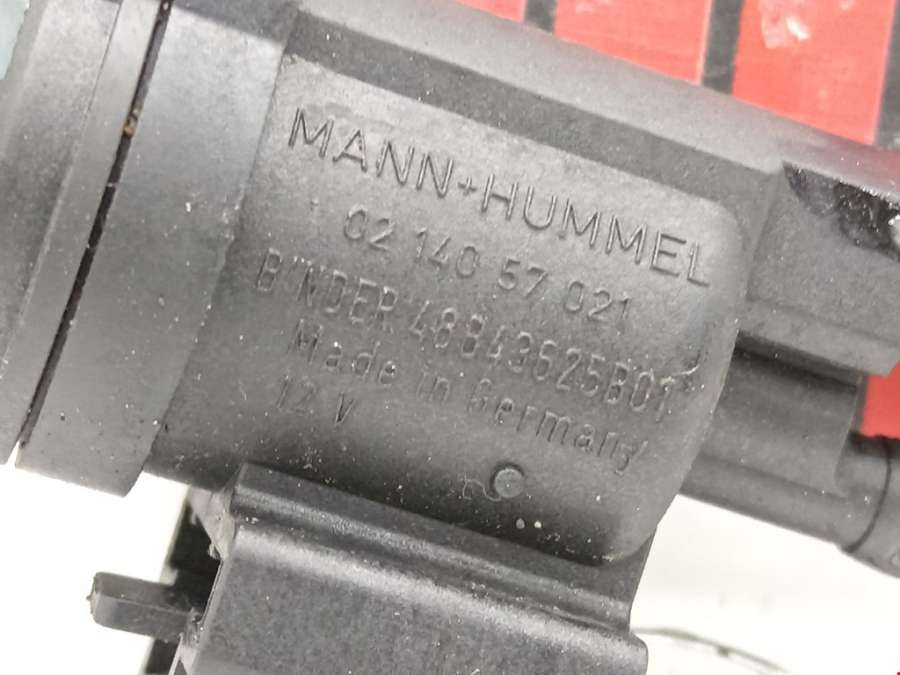 MANN+HUMMEL
02 140 57 021
BINDER 48843625B01
Made in Germany
12 V